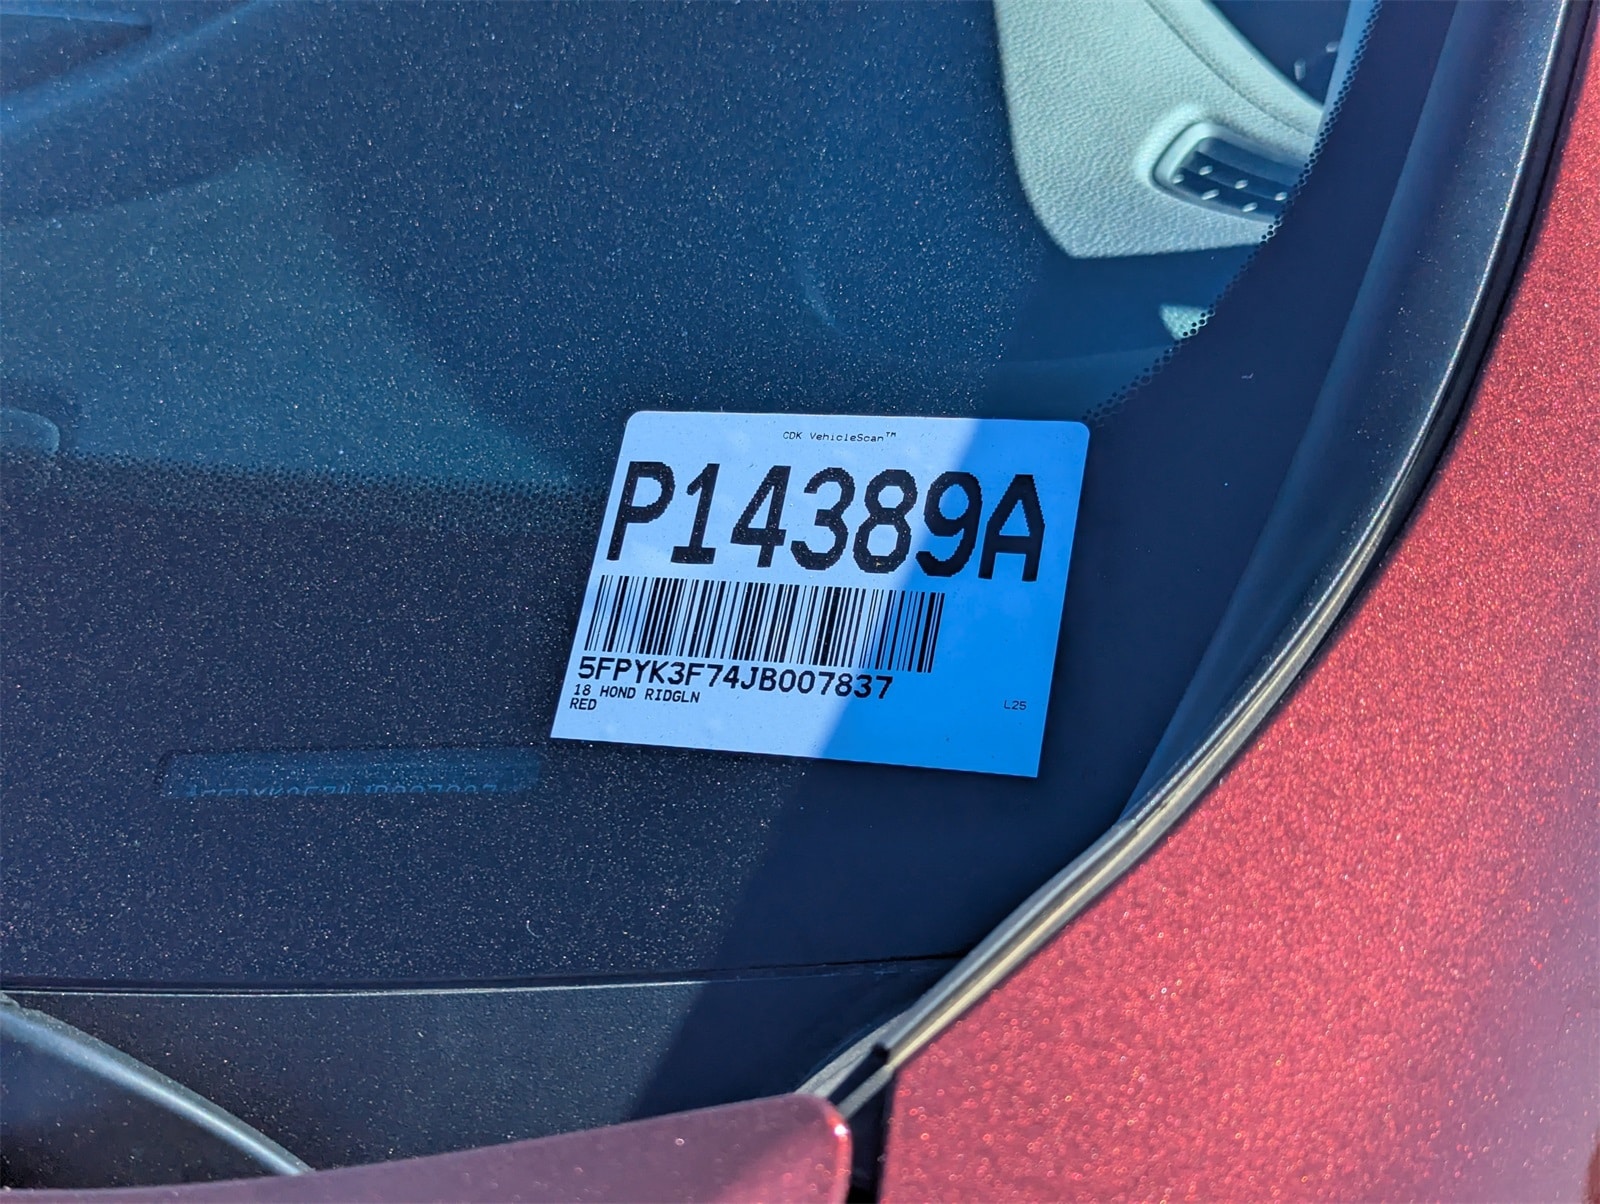 CDK VehicleScan™
P14389A
5FPYK3F74JB007837
18 HOND RIDGLN
RED
L25